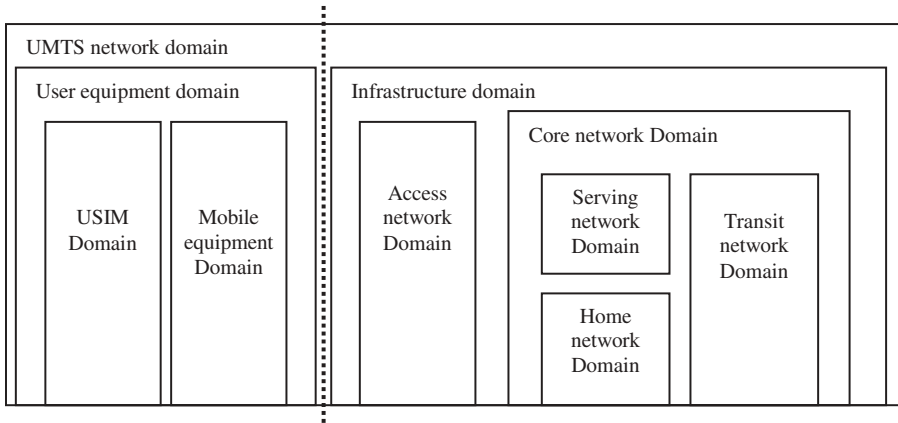 UMTS network domain
User equipment domain
Infrastructure domain
Core network Domain
USIM
Domain
Mobile
equipment
Domain
Access
network
Domain
Serving
network
Domain
Home
network
Domain
Transit
network
Domain